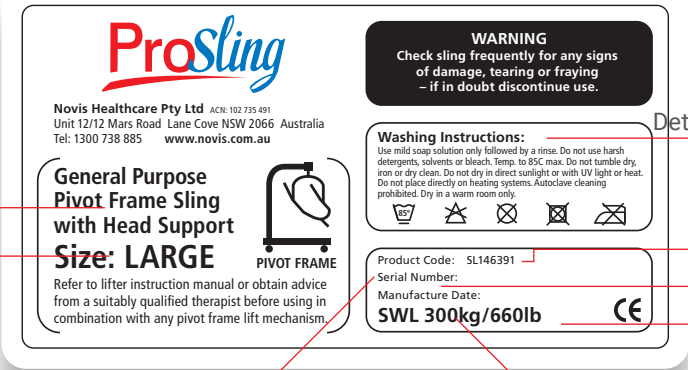 ProSling
Novis Healthcare Pty Ltd ACN: 102 735 491
Unit 12/12 Mars Road Lane Cove NSW 2066 Australia
Tel: 1300 738 885 www.novis.com.au
General Purpose
Pivot Frame Sling
with Head Support
Size: LARGE
PIVOT FRAME
Refer to lifter instruction manual or obtain advice
from a suitably qualified therapist before using in
combination with any pivot frame lift mechanism.
WARNING
Check sling frequently for any signs
of damage, tearing or fraying
– if in doubt discontinue use.
Det
Washing Instructions:
Use mild soap solution only followed by a rinse. Do not use harsh
detergents, solvents or bleach. Temp. to 85C max. Do not tumble dry,
iron or dry clean. Do not dry in direct sunlight or with UV light or heat.
Do not place directly on heating systems. Autoclave cleaning
prohibited. Dry in a warm room only.
85°
Product Code: SL146391
Serial Number:
Manufacture Date:
SWL 300kg/660lb
CE